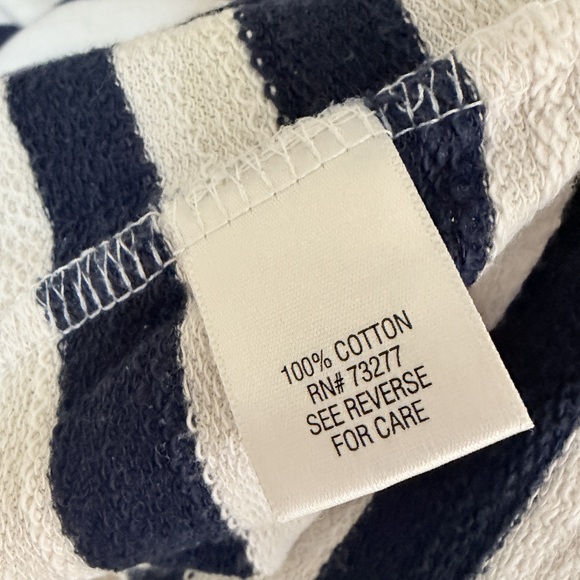 100% COTTON
RN# 73277
SEE REVERSE
FOR CARE